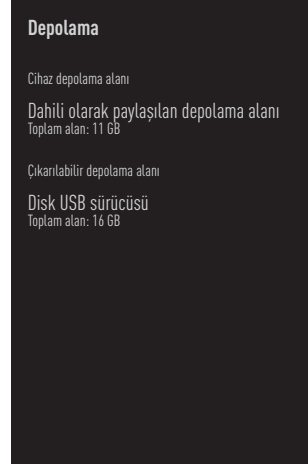 Depolama
Cihaz depolama alanı
Dahili olarak paylaşılan depolama alanı
Toplam alan: 11 GB
Çıkarılabilir depolama alanı
Disk USB sürücüsü
Toplam alan: 16 GB